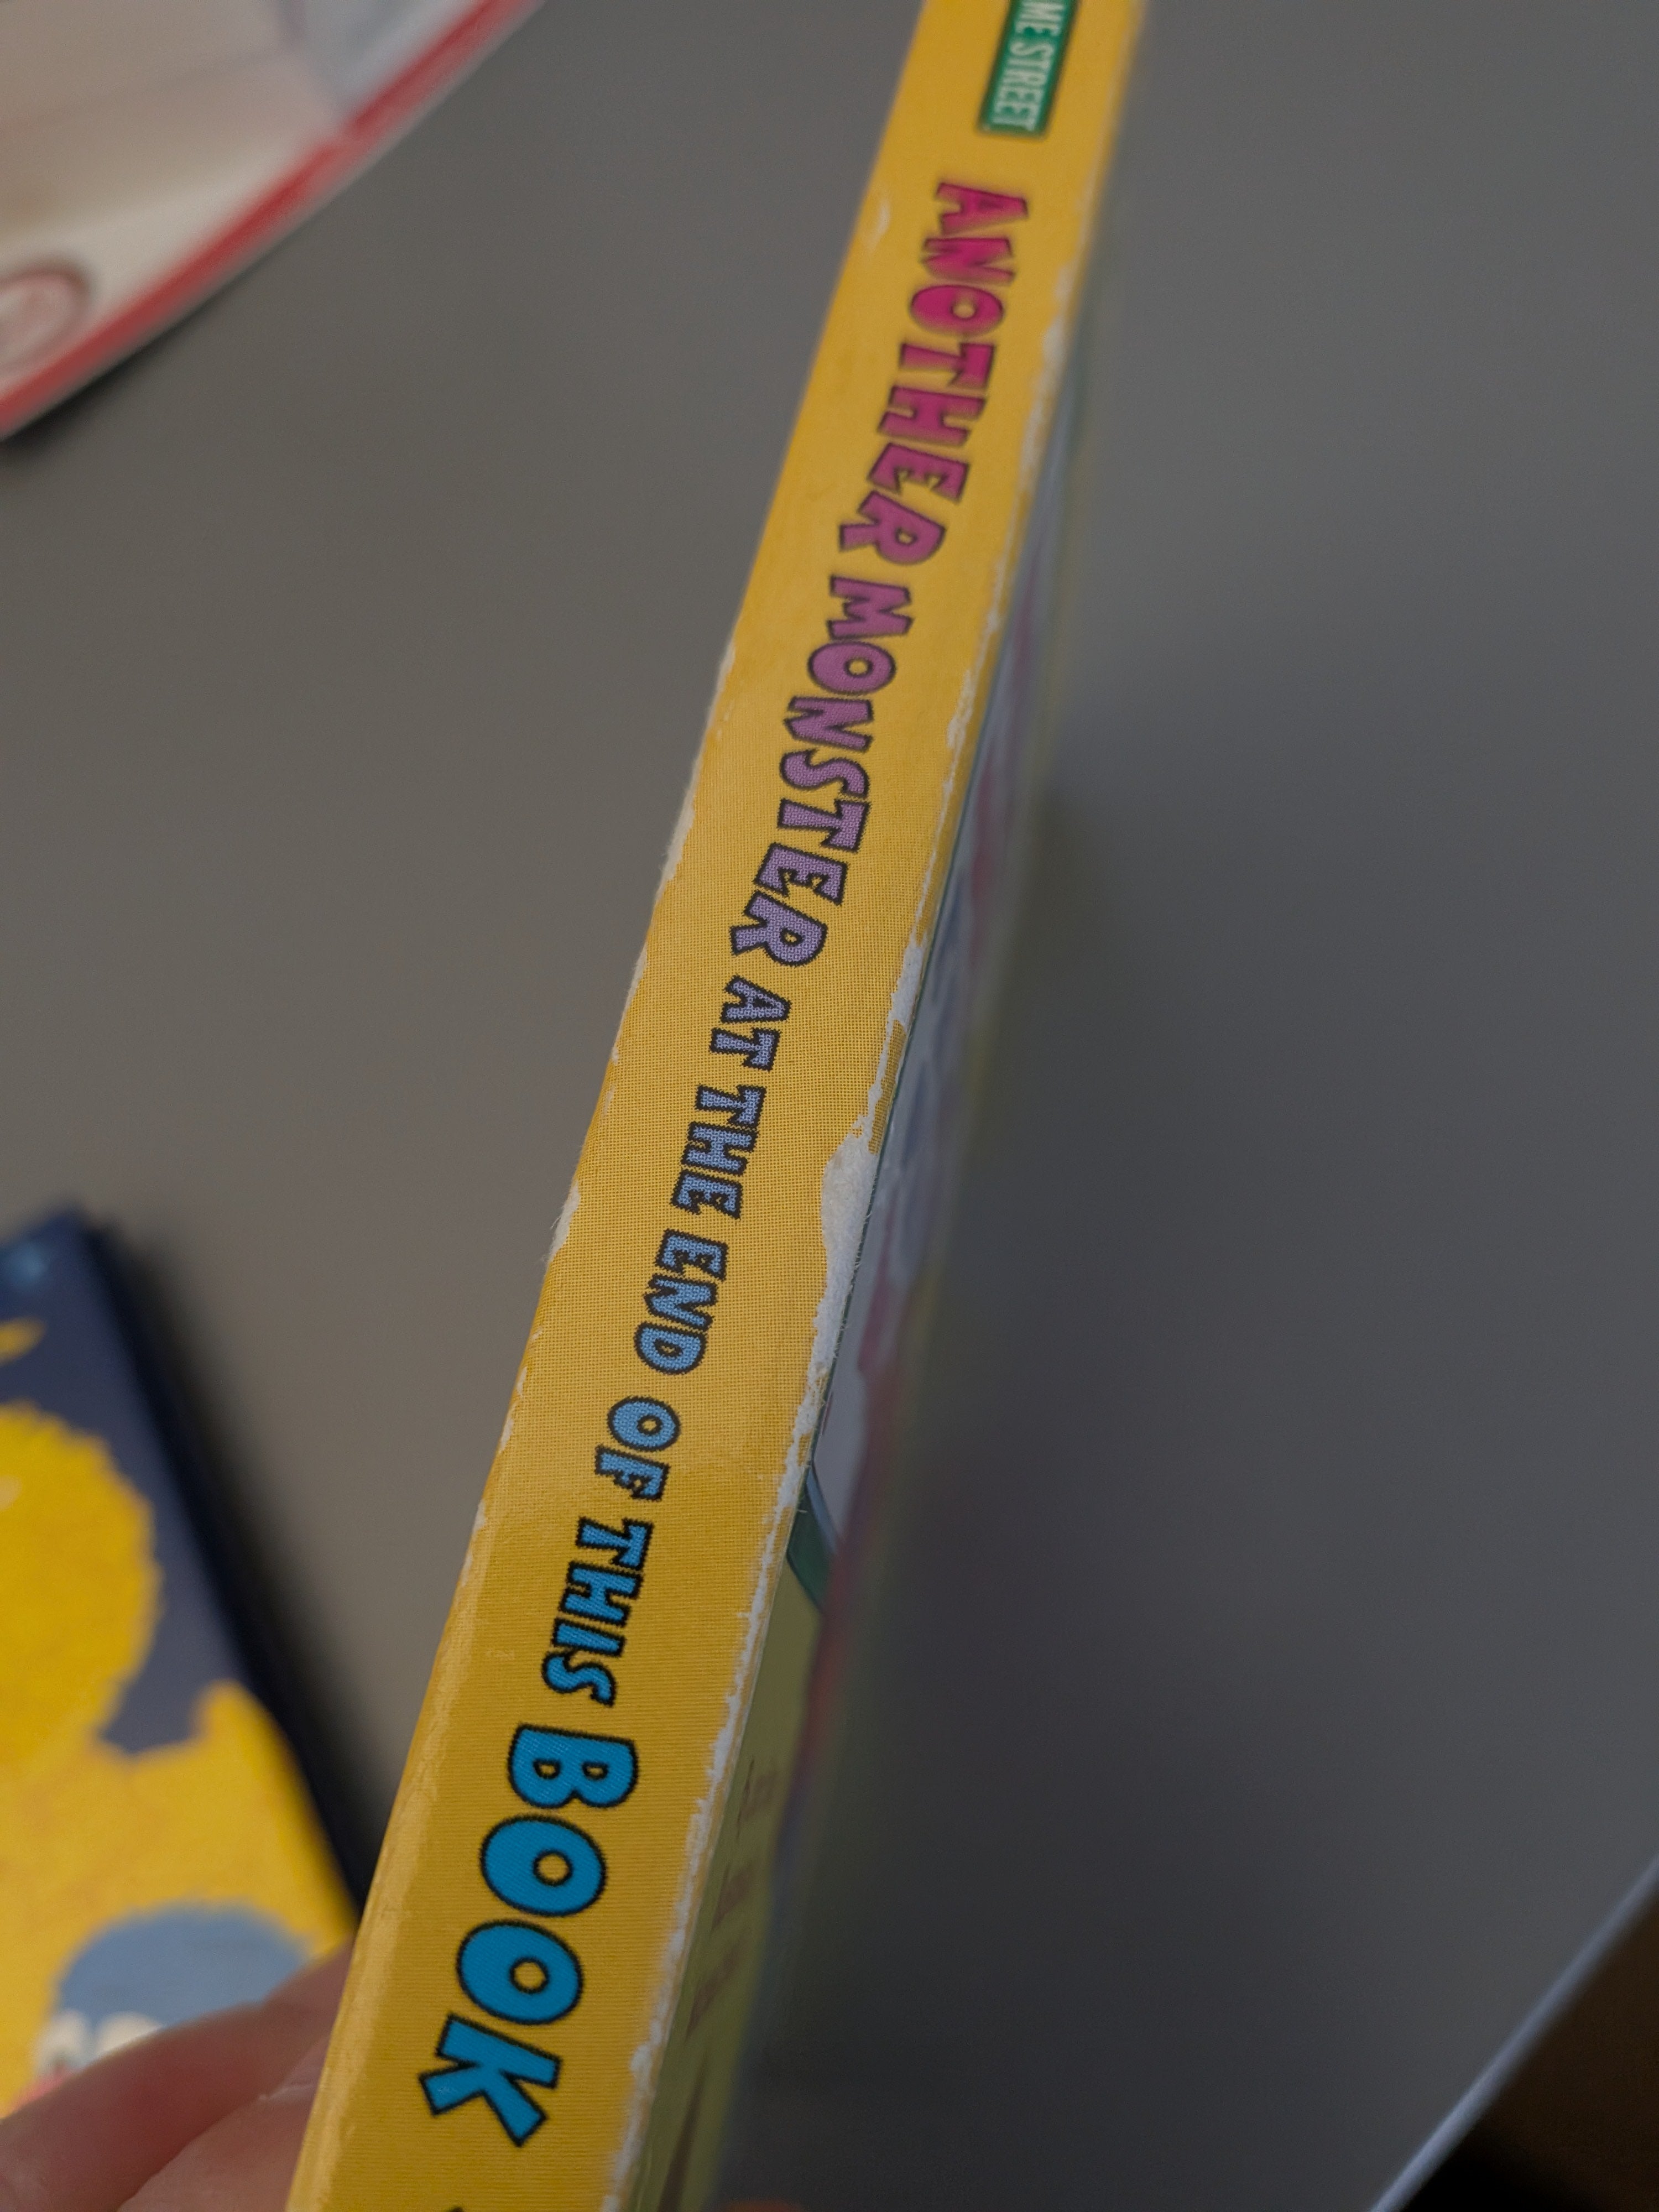 ME STREET
ANOTHER MONSTER AT THE END OF THIS BOOK